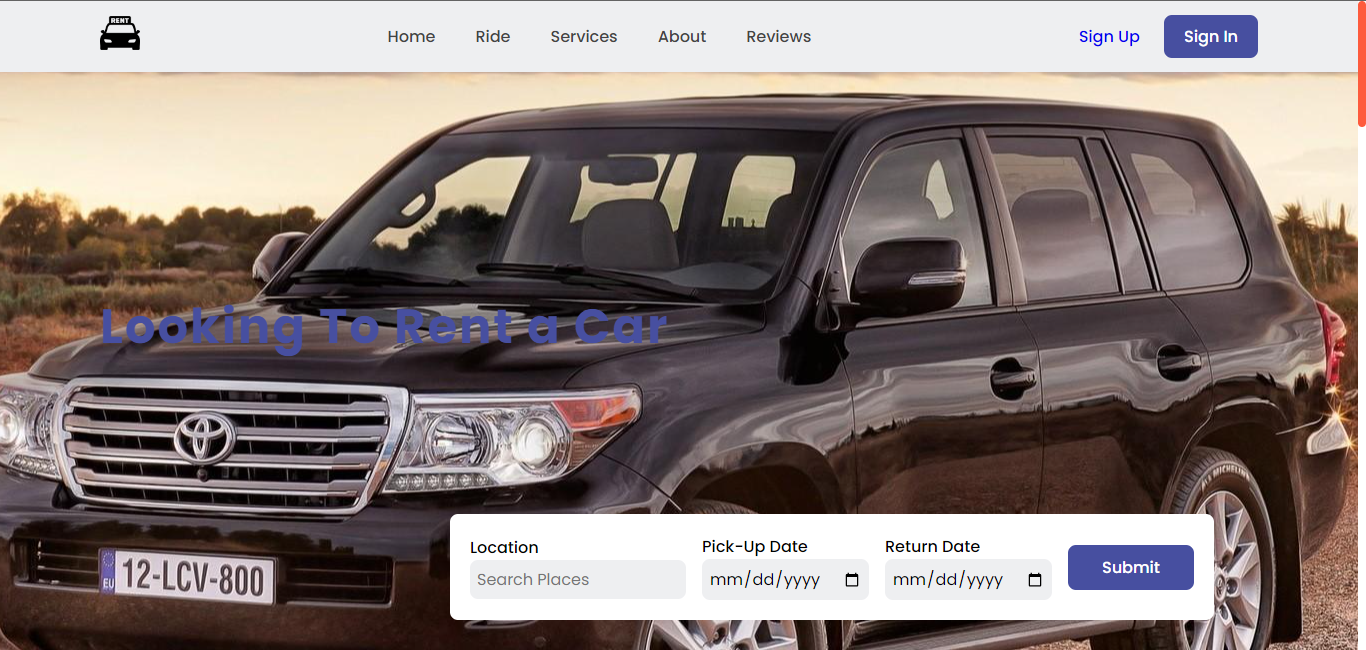 RENT
Home Ride Services About Reviews Sign Up Sign In
Looking To Rent a Car
MICHELIN
EU 12-LCV-800
Location Pick-Up Date Return Date
Search Places mm/dd/yyyy mm/dd/yyyy Submit